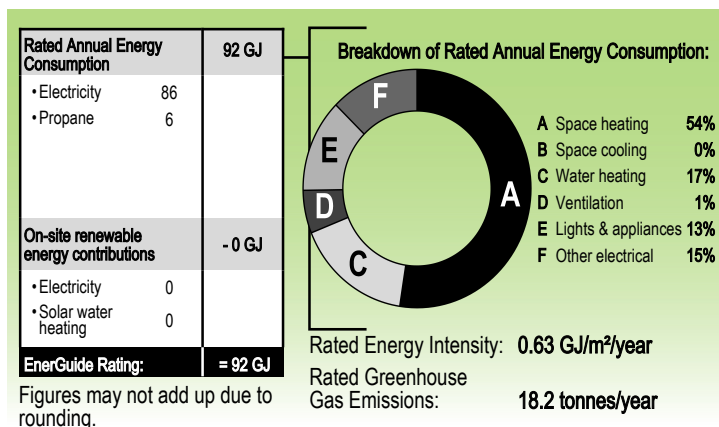 Rated Annual Energy
Consumption
92 GJ
• Electricity 86
• Propane 6
On-site renewable
energy contributions
- 0 GJ
• Electricity 0
• Solar water
heating 0
EnerGuide Rating: = 92 GJ
Figures may not add up due to
rounding.
Breakdown of Rated Annual Energy Consumption:
F
E
D
C
A
A Space heating 54%
B Space cooling 0%
C Water heating 17%
D Ventilation 1%
E Lights & appliances 13%
F Other electrical 15%
Rated Energy Intensity: 0.63 GJ/m²/year
Rated Greenhouse
Gas Emissions: 18.2 tonnes/year